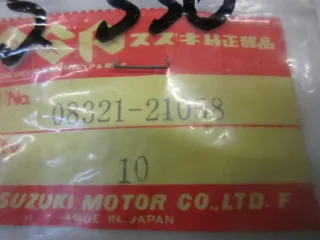 スズキ純正部品
No.
08321-21058
10
SUZUKI MOTOR CO., LTD.
MADE IN JAPAN